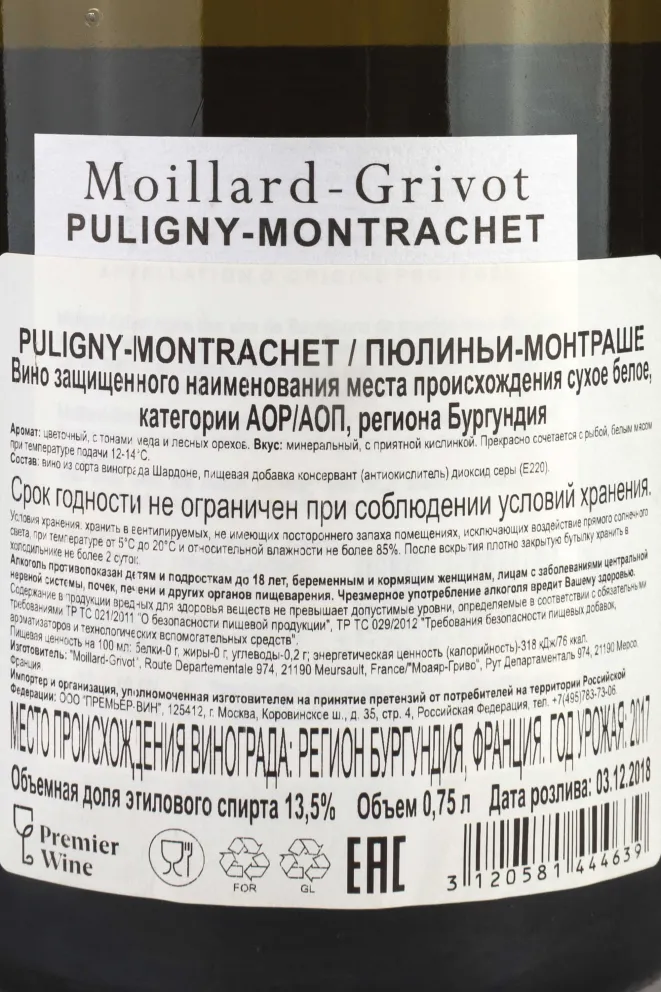 Moillard-Grivot
PULIGNY-MONTRACHET
PULIGNY-MONTRACHET / ПЮЛИНЬИ-МОНТРАШЕ
Вино защищенного наименования места происхождения сухое белое,
категории AOP/АОП, региона Бургундия
Аромат: цветочный, с тонами меда и лесных орехов. Вкус: минеральный, с приятной кислинкой. Прекрасно сочетается с рыбой, белым мясом
при температуре подачи 12-14°С.
Состав: вино из сорта винограда Шардоне, пищевая добавка консервант (антиокислитель) диоксид серы (Е220).
Срок годности не ограничен при соблюдении условий хранения.
Условия хранения: хранить в вентилируемых, не имеющих постороннего запаха помещениях, исключающих воздействие прямого солнечного
света, при температуре от 5°С до 20°С и относительной влажности не более 85%. После вскрытия плотно закрытую бутылку хранить в
холодильнике не более 2 суток.
Алкоголь противопоказан детям и подросткам до 18 лет, беременным и кормящим женщинам, лицам с заболеваниями центральной
нервной системы, почек, печени и других органов пищеварения. Чрезмерное употребление алкоголя вредит Вашему здоровью.
Содержание в продукции вредных для здоровья веществ не превышает допустимые уровни, определяемые в соответствии с обязательными
требованиями ТР ТС 021/2011 "О безопасности пищевой продукции", ТР ТС 029/2012 "Требования безопасности пищевых добавок,
ароматизаторов и технологических вспомогательных средств".
Пищевая ценность на 100 мл: белки-0 г, жиры-0 г, углеводы-0,2 г; энергетическая ценность (калорийность)-318 кДж/76 ккал.
Изготовитель: "Moillard-Grivot", Route Departementale 974, 21190 Meursault, France/"Моаяр-Гриво", Рут Департаменталь 974, 21190 Мерсо,
Франция
Импортер и организация, уполномоченная изготовителем на принятие претензий от потребителей на территории Российской
Федерации: ООО "ПРЕМЬЕР-ВИН", 125412, г. Москва, Коровинское ш., д. 35, стр. 4, Российская Федерация, тел. +7(495)783-73-06.
МЕСТО ПРОИСХОЖДЕНИЯ ВИНОГРАДА: РЕГИОН БУРГУНДИЯ, ФРАНЦИЯ. ГОД УРОЖАЯ: 2017
Объемная доля этилового спирта 13,5% Объем 0,75 л Дата розлива: 03.12.2018
Premier
Wine
FOR
GL
EAC
3 120581 444639